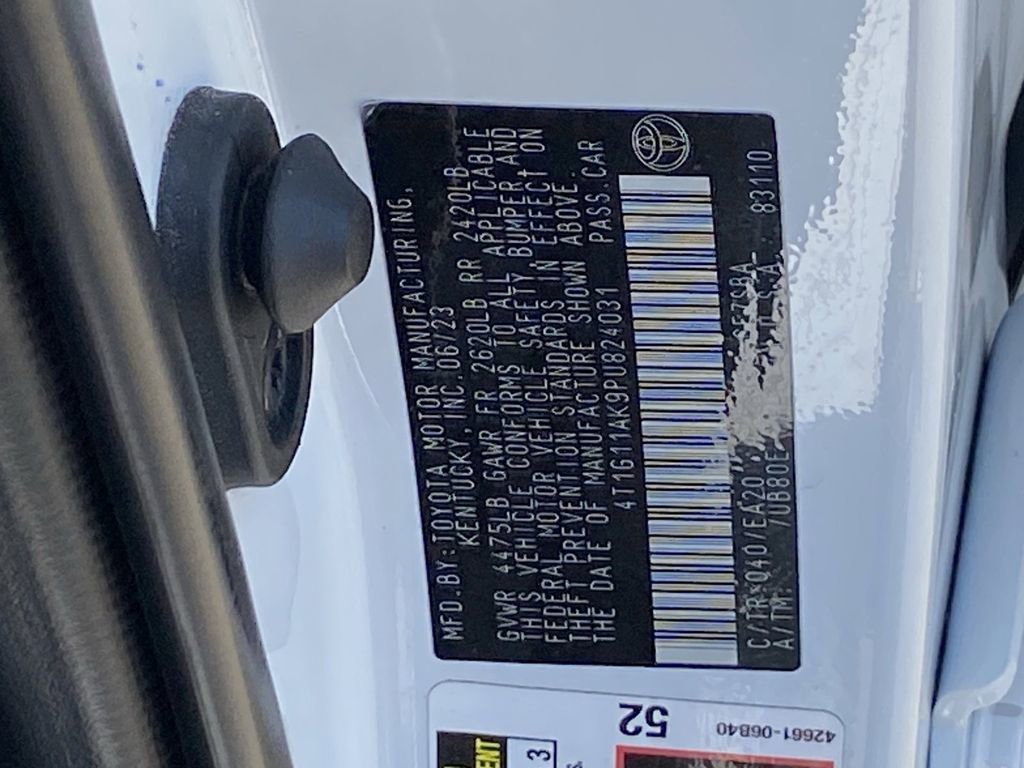 MFD.BY:TOYOTA MOTOR MANUFACTURING,
KENTUCKY, INC. 06/23
GVWR 4475LB GAWR FR 2620LB RR 2420LB
THIS VEHICLE CONFORMS TO ALL APPLICABLE
FEDERAL MOTOR VEHICLE SAFETY, BUMPER, AND
THEFT PREVENTION STANDARDS IN EFFECT ON
THE DATE OF MANUFACTURE SHOWN ABOVE.
4T1G11AK9PU824031 PASS.CAR
C/TR: 040/EA20
A/TM: /UB80E U.S.A. 83110
52
42661-06B40
3